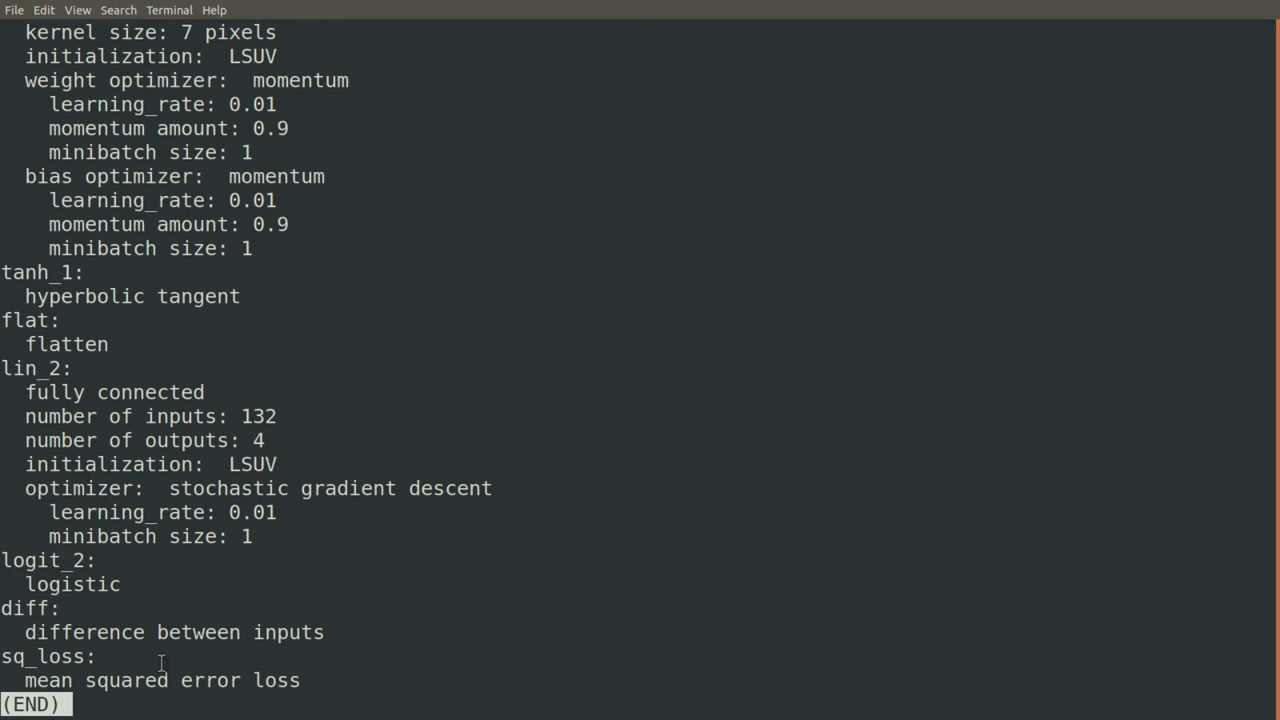 File Edit View Search Terminal Help
kernel size: 7 pixels
initialization:  LSUV
weight optimizer:  momentum
learning_rate: 0.01
momentum amount: 0.9
minibatch size: 1
bias optimizer:  momentum
learning_rate: 0.01
momentum amount: 0.9
minibatch size: 1
tanh_1:
hyperbolic tangent
flat:
flatten
lin_2:
fully connected
number of inputs: 132
number of outputs: 4
initialization:  LSUV
optimizer:  stochastic gradient descent
learning_rate: 0.01
minibatch size: 1
logit_2:
logistic
diff:
difference between inputs
sq_loss:
mean squared error loss
(END)